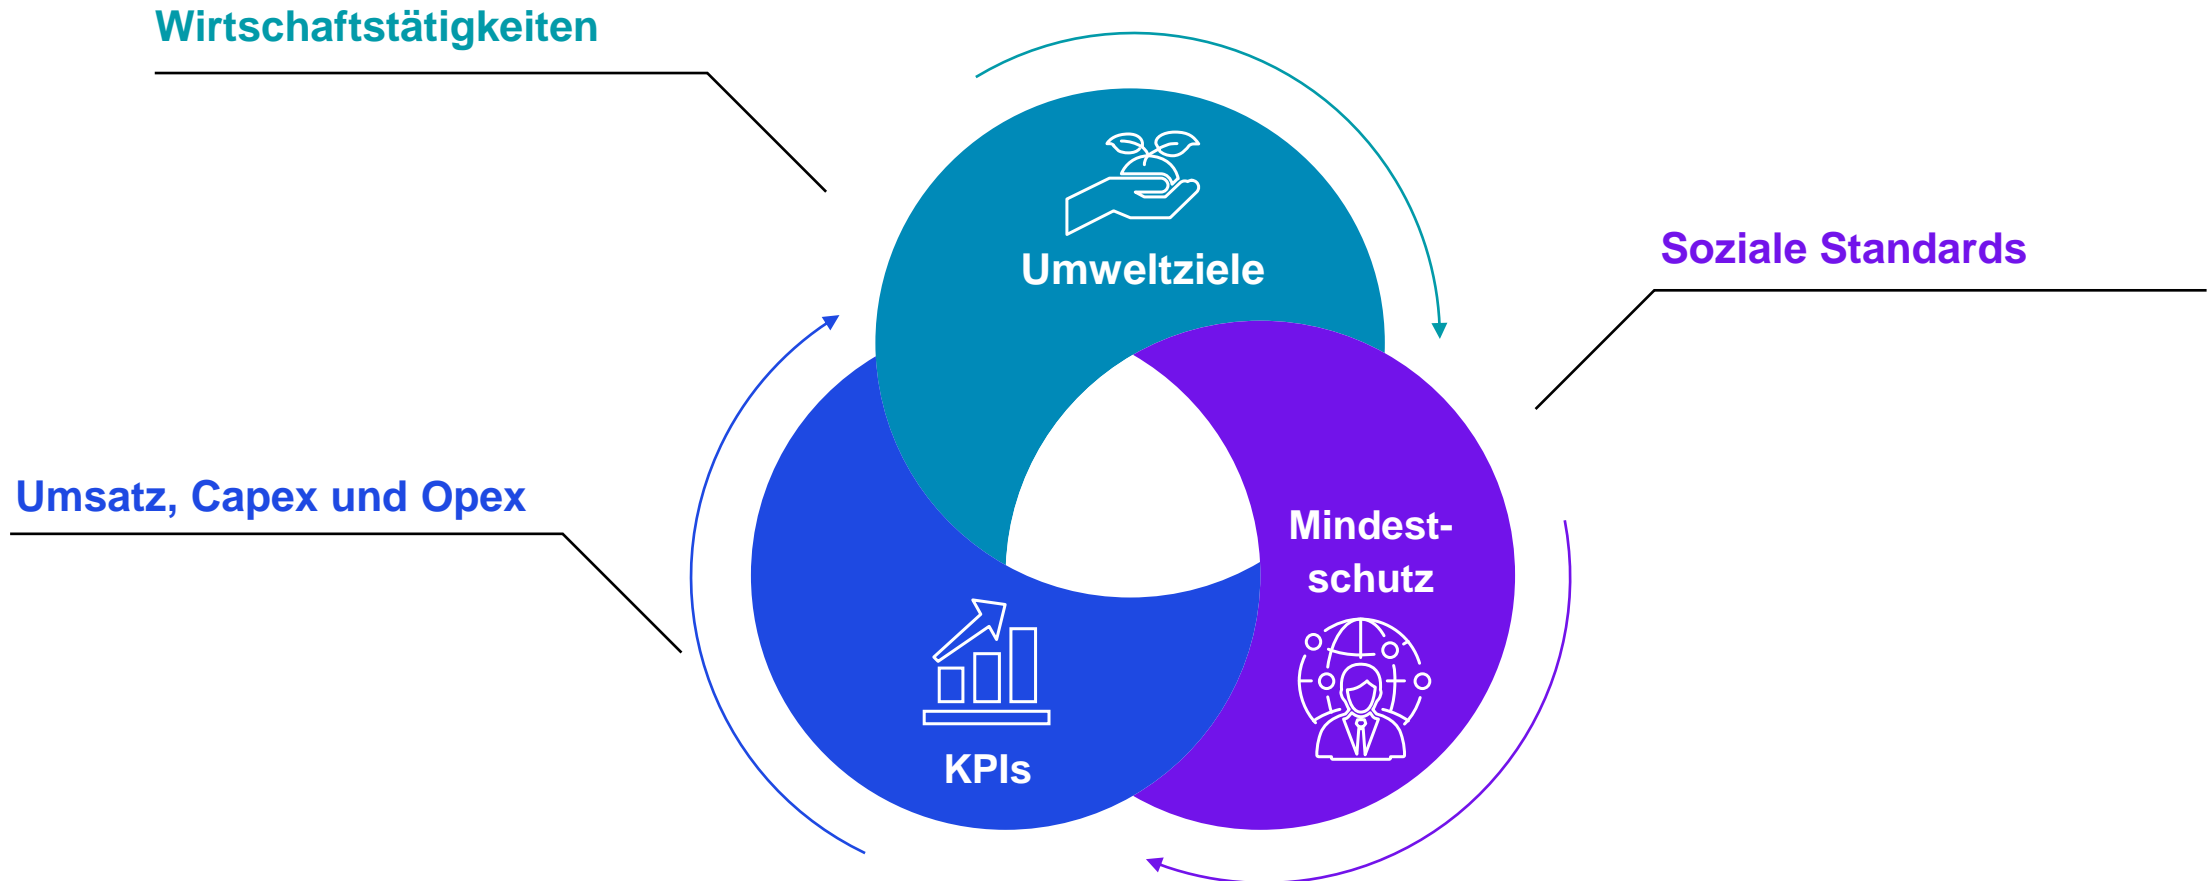 Wirtschaftstätigkeiten
Umweltziele
Soziale Standards
Umsatz, Capex und Opex
Mindest-
schutz
KPIs